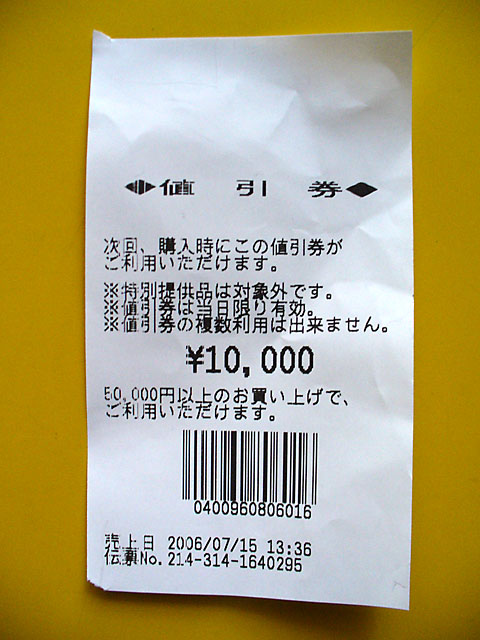 ◆値引券◆
次回、購入時にこの値引券が
ご利用いただけます。
※特別提供品は対象外です。
※値引券は当日限り有効。
※値引券の複数利用は出来ません。
¥10,000
50,000円以上のお買い上げで、
ご利用いただけます。
0400960806016
売上日 2006/07/15 13:36
伝票No.214-314-1640295